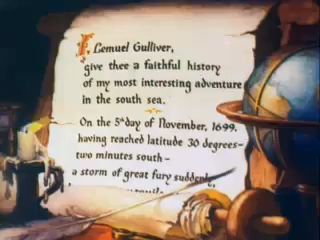 I, Lemuel Gulliver,
give thee a faithful history
of my most interesting adventure
in the south sea.
On the 5th day of November, 1699,
having reached latitude 30 degrees-
two minutes south-
a storm of great fury suddenly,